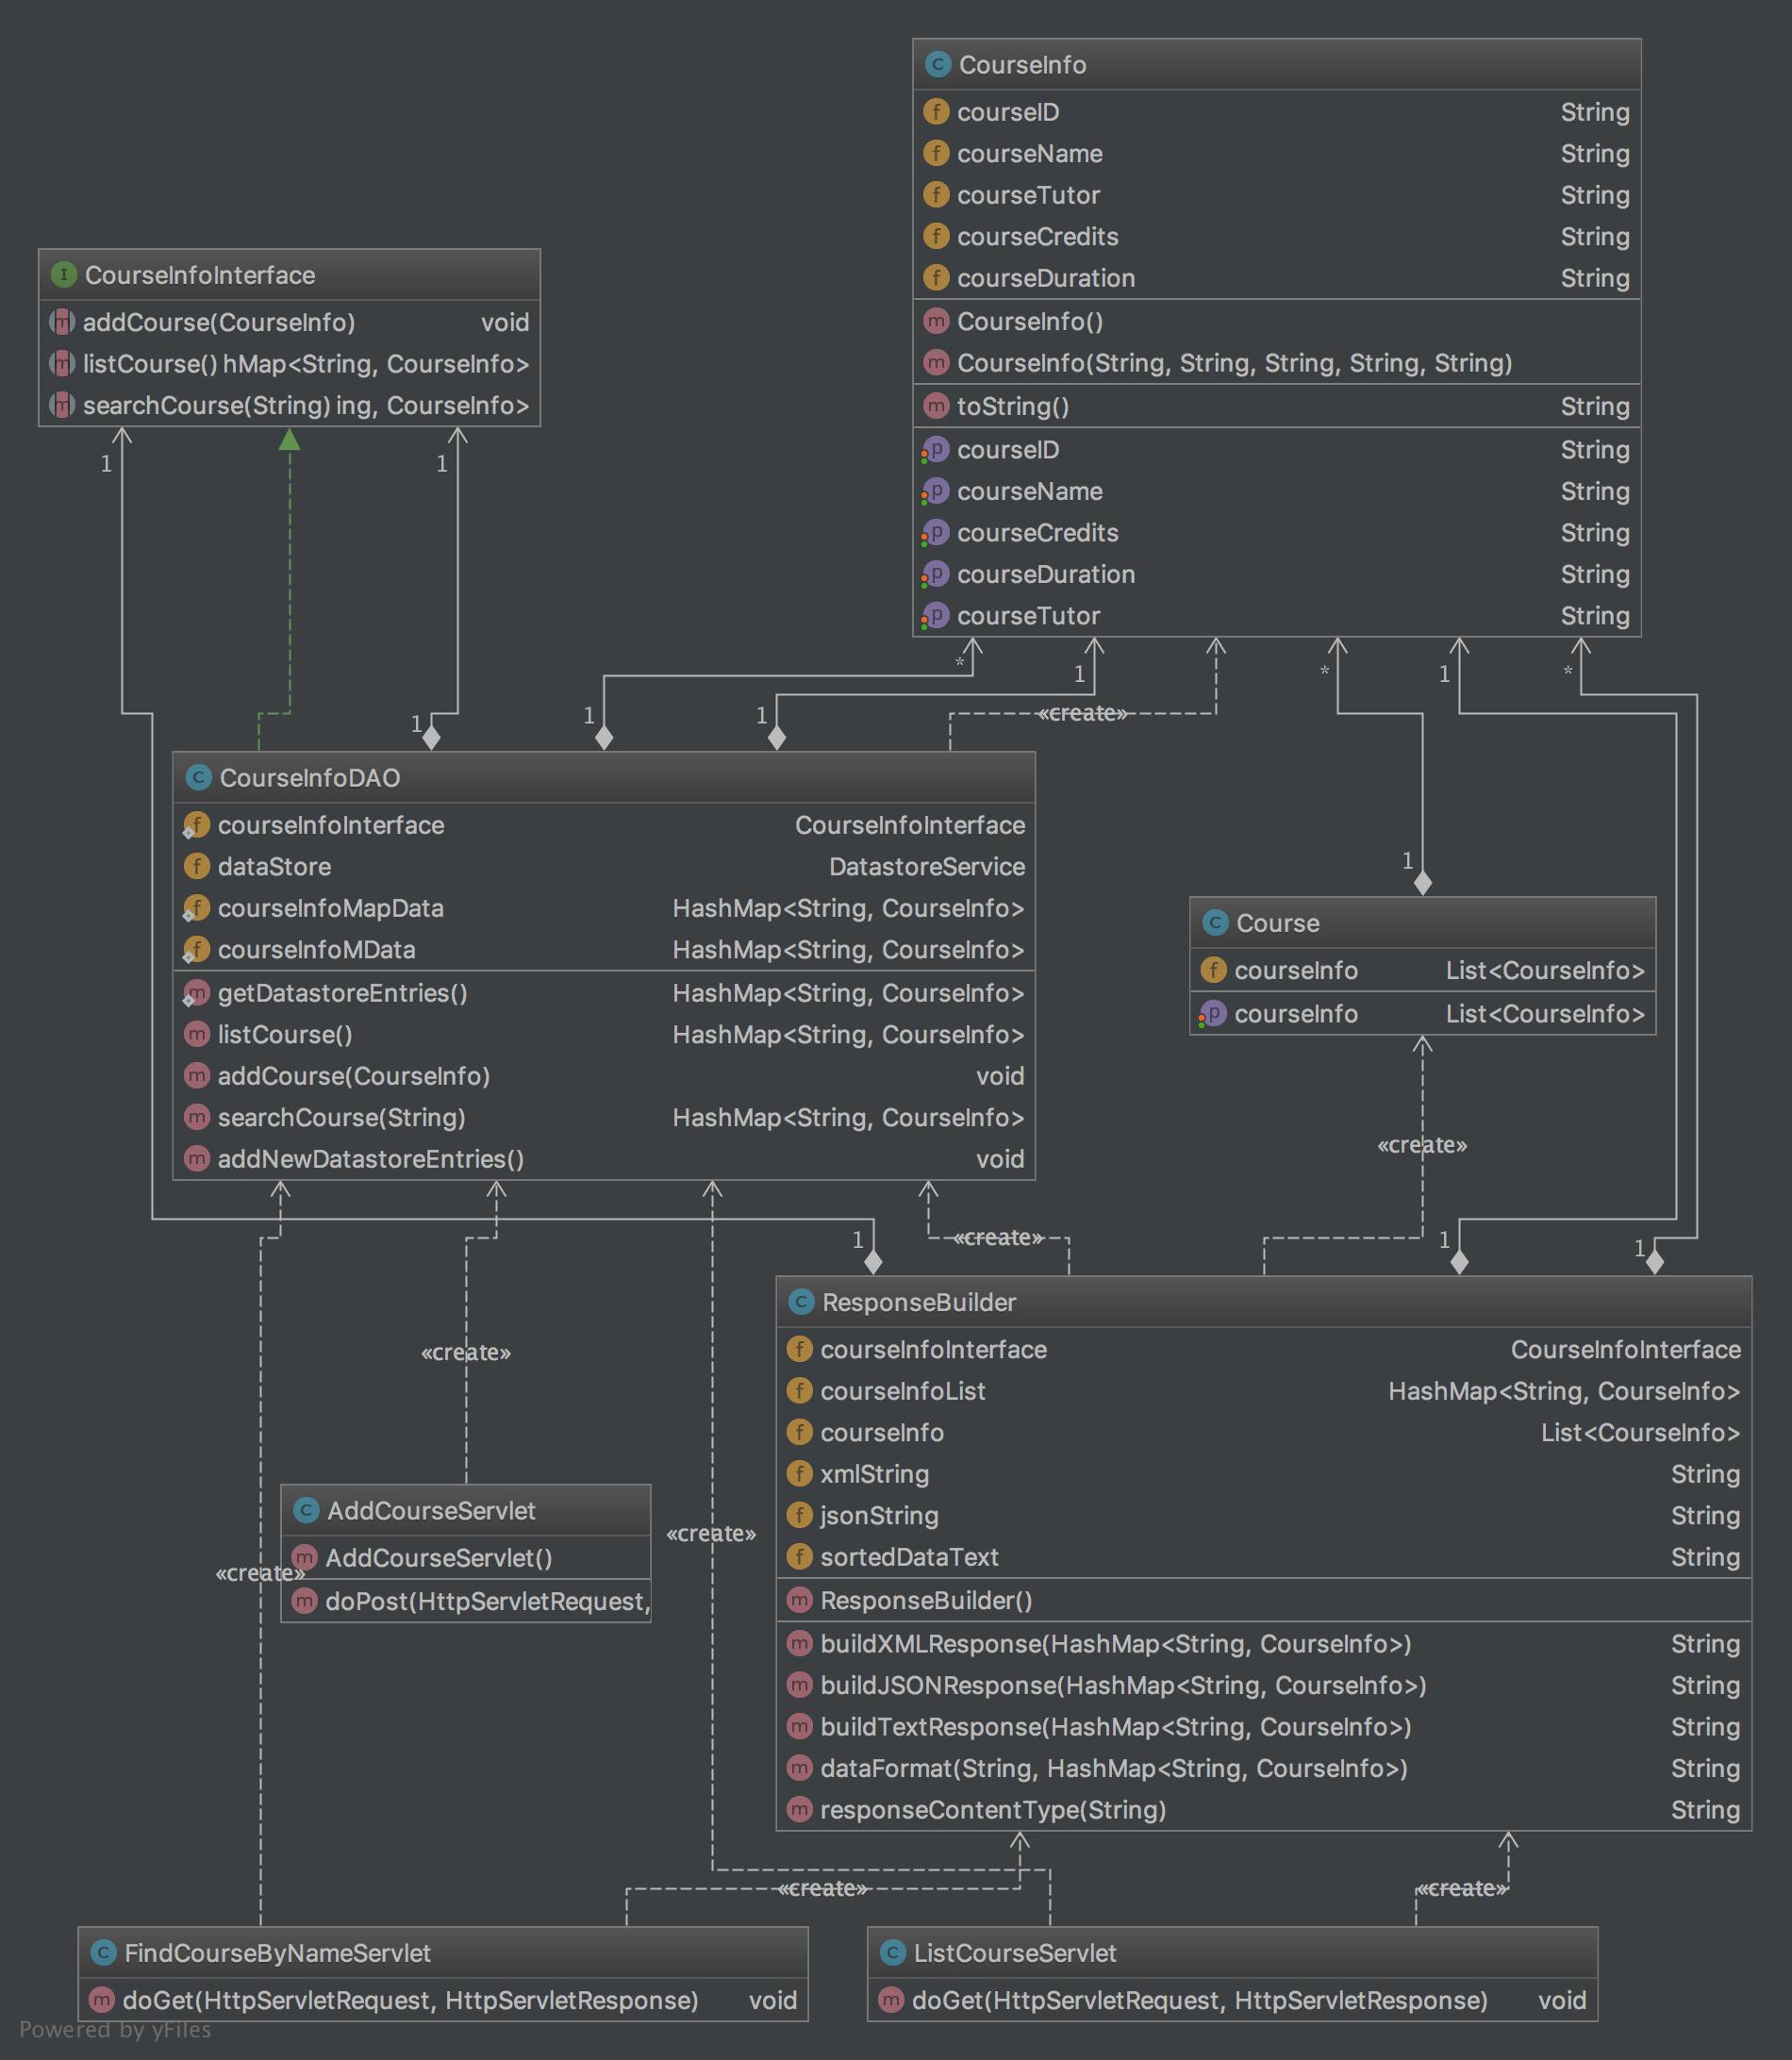 CourseInfo
courseID String
courseName String
courseTutor String
courseCredits String
courseDuration String
CourseInfo()
CourseInfo(String, String, String, String, String)
toString() String
courseID String
courseName String
courseCredits String
courseDuration String
courseTutor String
CourseInfoInterface
addCourse(CourseInfo) void
listCourse() hMap<String, CourseInfo>
searchCourse(String) ing, CourseInfo>
1
1
*
1
*
1
*
1
1
1
«create»
CourseInfoDAO
courseInfoInterface CourseInfoInterface
dataStore DatastoreService
courseInfoMapData HashMap<String, CourseInfo>
courseInfoMData HashMap<String, CourseInfo>
getDatastoreEntries() HashMap<String, CourseInfo>
listCourse() HashMap<String, CourseInfo>
addCourse(CourseInfo) void
searchCourse(String) HashMap<String, CourseInfo>
addNewDatastoreEntries() void
1
Course
courseInfo List<CourseInfo>
courseInfo List<CourseInfo>
«create»
1
«create»
1
1
ResponseBuilder
courseInfoInterface CourseInfoInterface
courseInfoList HashMap<String, CourseInfo>
courseInfo List<CourseInfo>
xmlString String
jsonString String
sortedDataText String
ResponseBuilder()
buildXMLResponse(HashMap<String, CourseInfo>) String
buildJSONResponse(HashMap<String, CourseInfo>) String
buildTextResponse(HashMap<String, CourseInfo>) String
dataFormat(String, HashMap<String, CourseInfo>) String
responseContentType(String) String
«create»
AddCourseServlet
AddCourseServlet()
doPost(HttpServletRequest,
«create»
«create»
«create»
«create»
FindCourseByNameServlet
doGet(HttpServletRequest, HttpServletResponse) void
ListCourseServlet
doGet(HttpServletRequest, HttpServletResponse) void
Powered by yFiles